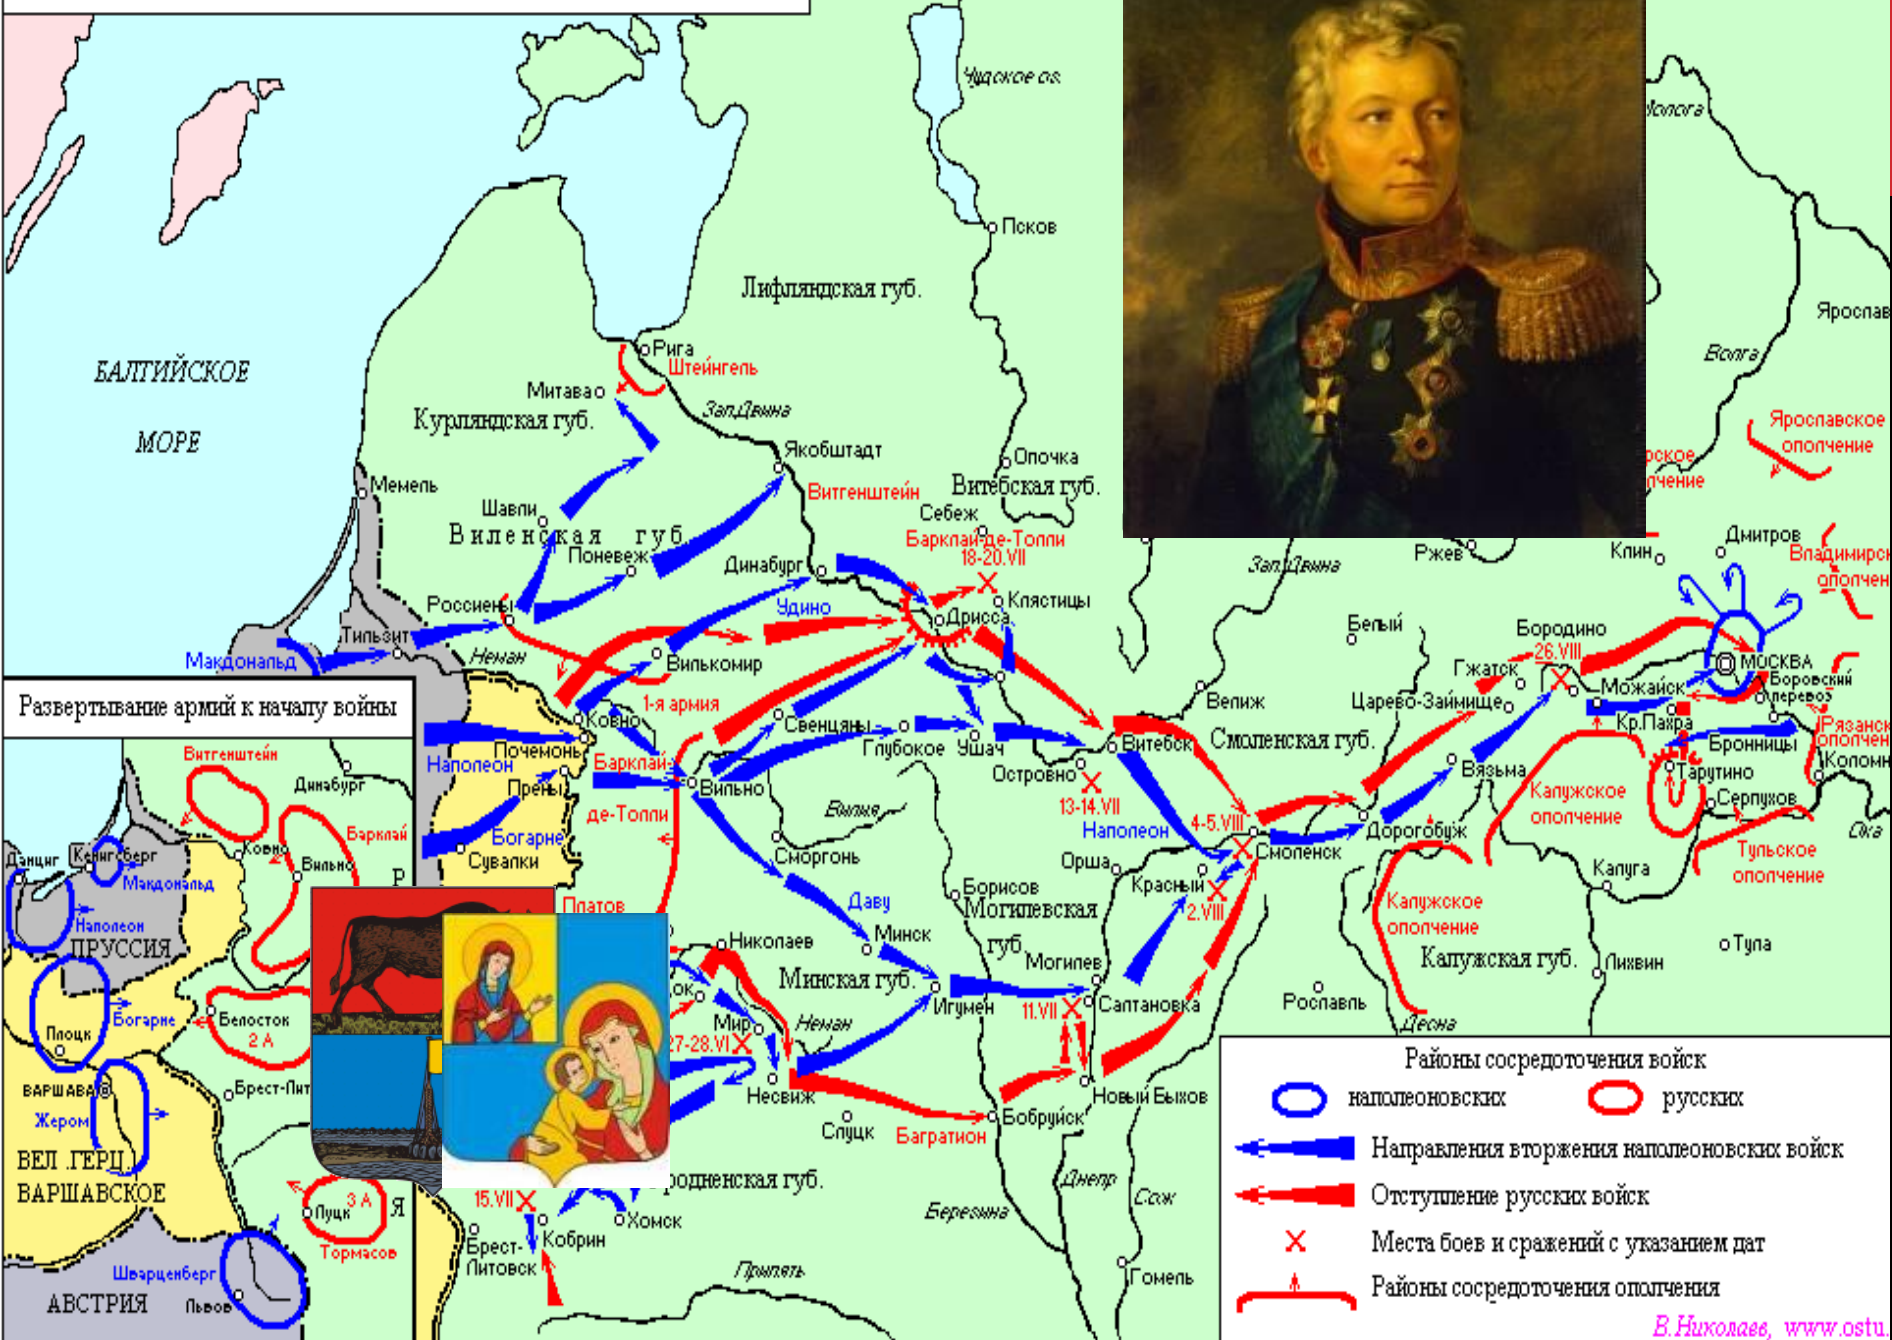 Чудское оз.
Псков
Лифляндская губ.
Ярослав
Волга
БАЛТИЙСКОЕ
МОРЕ
Рига
Штейнгель
Митава
Курляндская губ.
Зап.Двина
Якобштадт
Опочка
Витебская губ.
Ярославское
ополчение
Мемель
Витгенштейн
Себеж
Шавли
Виленская губ.
Поневеж
Барклай-де-Толли
18-20.VII
Динабург
Зап.Двина
Ржев
Клин
Дмитров
Владимирск
ополчен
Россиены
Удино
Клястицы
Дрисса
Белый
Бородино
26.VIII
Тильзит
Неман
Макдональд
Вилькомир
Гжатск
МОСКВА
Боровский
перевоз
Велиж
Царево-Займище
Можайск
Развертывание армий к началу войны
1-я армия
Ковно
Свенцяны
Глубокое
Ушач
Витебск
Смоленская губ.
Кр.Пахра
Рязанск
ополчен
Бронницы
Коломн
Почемонь
Наполеон
Барклай-
де-Толли
Прены
Вильно
Островно
13-14.VII
Вязьма
Тарутино
Серпухов
Калужское
ополчение
Богарне
Сувалки
Вилия
Сморгонь
Наполеон
4-5.VIII
Смоленск
Дорогобуж
Ока
Тульское
ополчение
Орша
Красный
2.VIII
Калуга
Витгенштейн
Динабург
Барклай
Ковно
Вильно
Данциг
Кенигсберг
Макдональд
Наполеон
ПРУССИЯ
Р
Платов
Даву
Борисов
Могилевская
губ.
Калужское
ополчение
Калужская губ.
Тула
Лихвин
Николаев
Минск
Минская губ.
Могилев
Салтановка
11.VII
Рославль
Десна
ок
Мир
Неман
Игумен
27-28.VI
Несвиж
Новый Быхов
Бобруйск
Слуцк
Багратион
Плоцк
Богарне
Белосток
2 А
ВАРШАВА
Жером
Брест-Лит
ВЕЛ .ГЕРЦ.
ВАРШАВСКОЕ
3 А
Луцк
Я
Тормасов
Шварценберг
АВСТРИЯ
Львов
15.VII
родненская губ.
Хомск
Кобрин
Брест-
Литовск
Припять
Березина
Днепр
Сож
Гомель
Районы сосредоточения войск
наполеоновских
русских
Направления вторжения наполеоновских войск
Отступление русских войск
Места боев и сражений с указанием дат
Районы сосредоточения ополчения
В.Николаев, www.ostu.